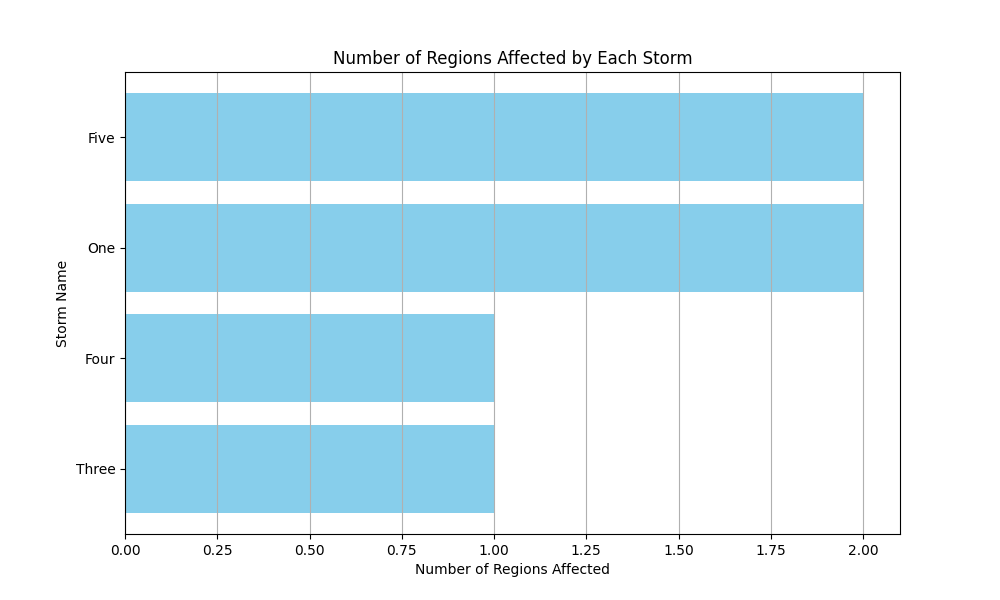 Number of Regions Affected by Each Storm
Storm Name
Five
One
Four
Three
0.00 0.25 0.50 0.75 1.00 1.25 1.50 1.75 2.00
Number of Regions Affected